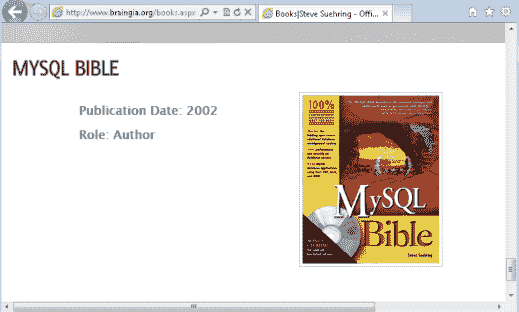 http://www.braingia.org/books.aspx
Books|Steve Suehring - Offi...
MYSQL BIBLE
Publication Date: 2002
Role: Author
100%
MySQL
Bible
Steve Suehring